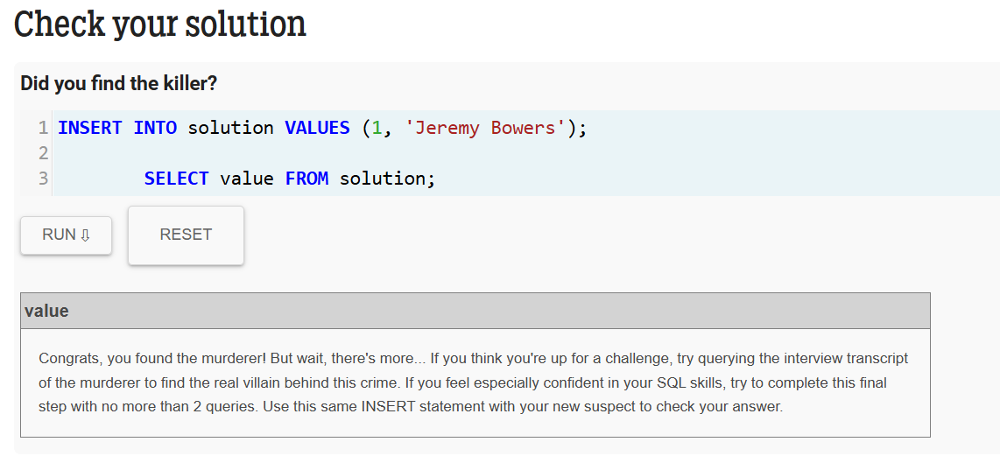 Check your solution
Did you find the killer?
1 INSERT INTO solution VALUES (1, 'Jeremy Bowers');
2
3         SELECT value FROM solution;
RUN ⇩ RESET
value
Congrats, you found the murderer! But wait, there's more... If you think you're up for a challenge, try querying the interview transcript
of the murderer to find the real villain behind this crime. If you feel especially confident in your SQL skills, try to complete this final
step with no more than 2 queries. Use this same INSERT statement with your new suspect to check your answer.